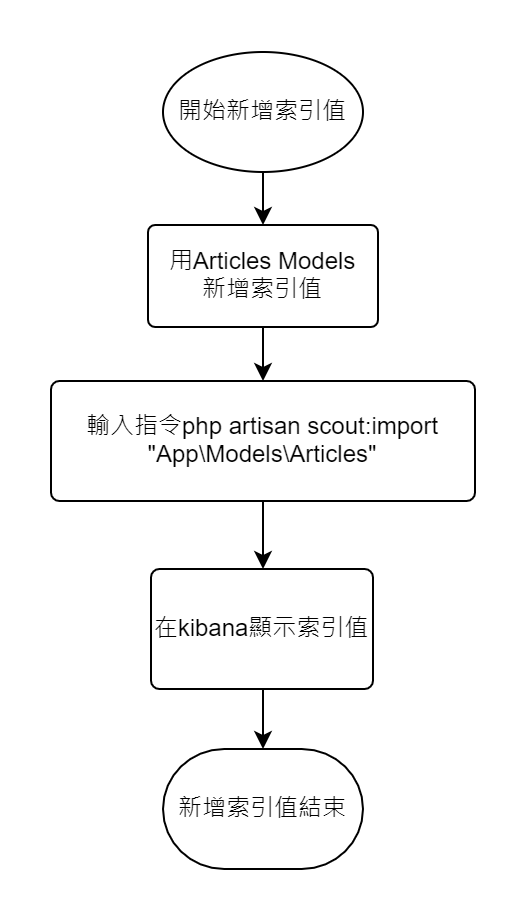 開始新增索引值
用Articles Models
新增索引值
輸入指令php artisan scout:import
"App\Models\Articles"
在kibana顯示索引值
新增索引值結束